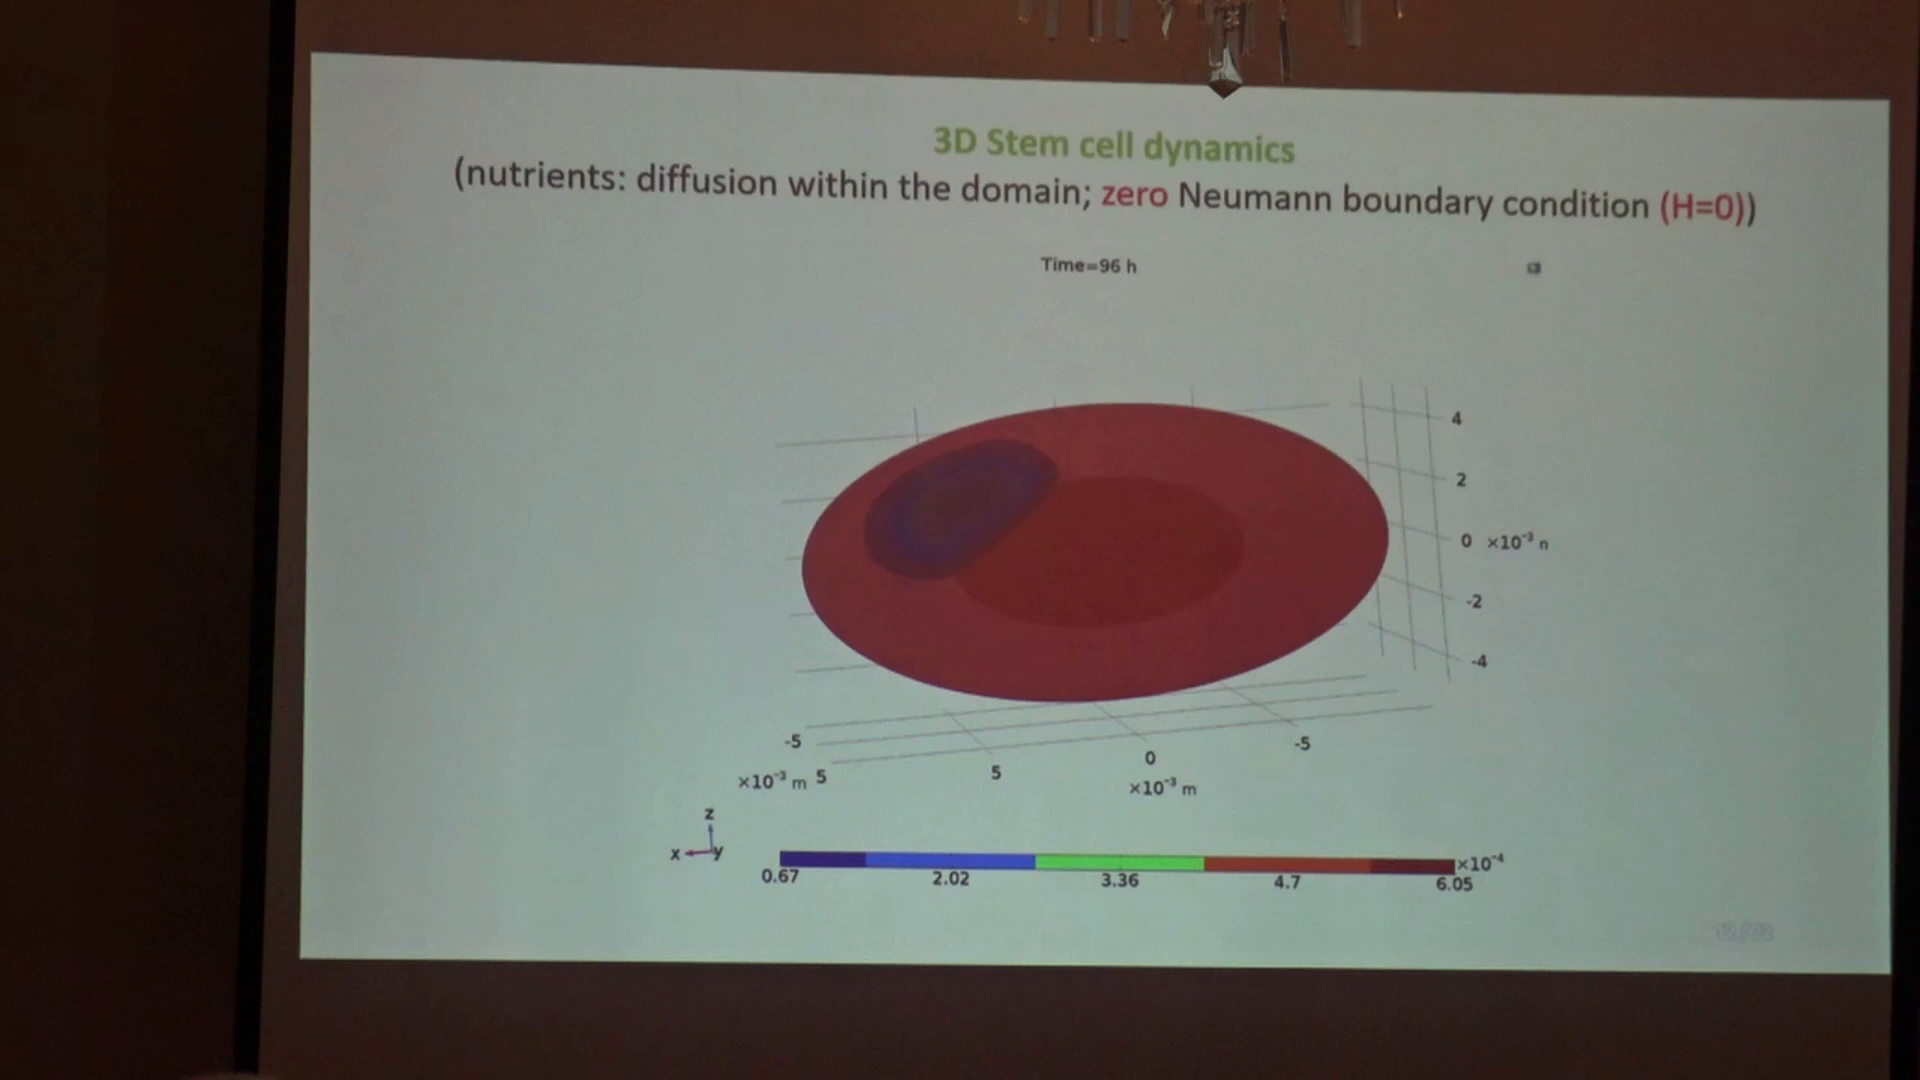 3D Stem cell dynamics
(nutrients: diffusion within the domain; zero Neumann boundary condition (H=0))
Time=96 h
4
2
0 ×10⁻³ n
-2
-4
-5
×10⁻³ m 5
5
0
-5
×10⁻³ m
z
x y
×10⁻⁴
0.67 2.02 3.36 4.7 6.05